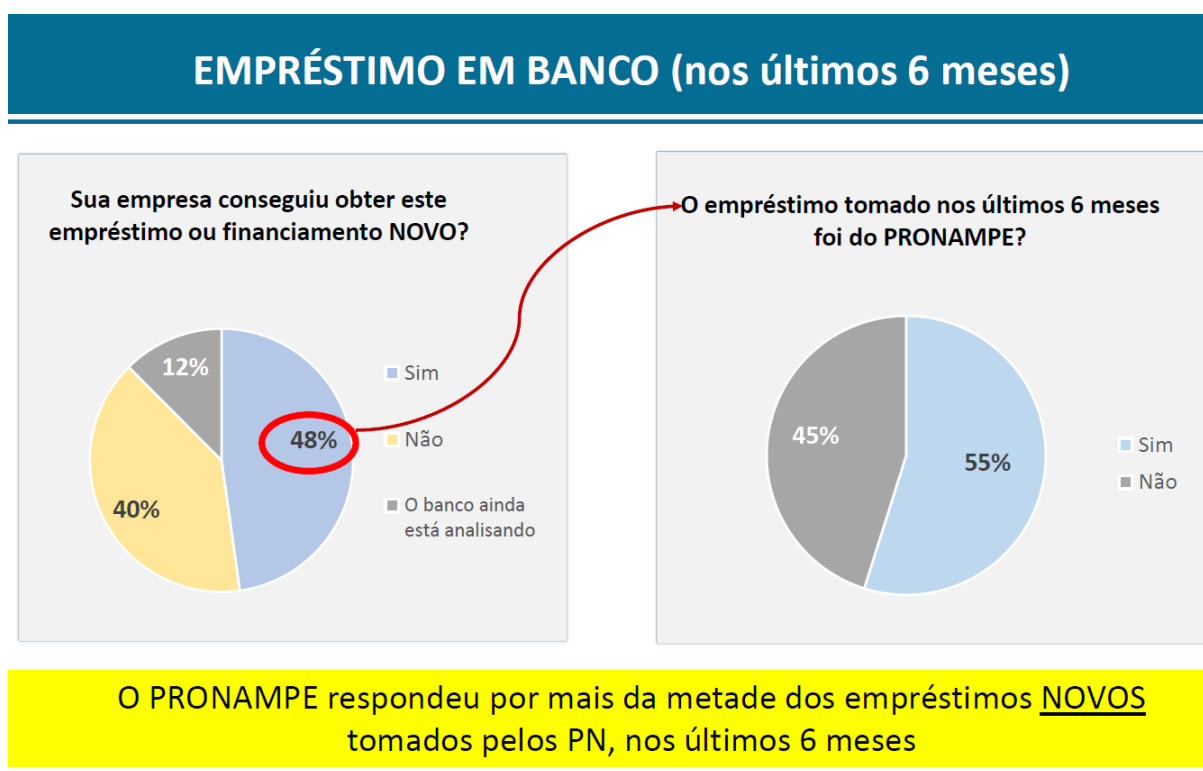 EMPRÉSTIMO EM BANCO (nos últimos 6 meses)
Sua empresa conseguiu obter este
empréstimo ou financiamento NOVO?
12%
48%
40%
Sim
Não
O banco ainda
está analisando
O empréstimo tomado nos últimos 6 meses
foi do PRONAMPE?
45%
55%
Sim
Não
O PRONAMPE respondeu por mais da metade dos empréstimos NOVOS
tomados pelos PN, nos últimos 6 meses